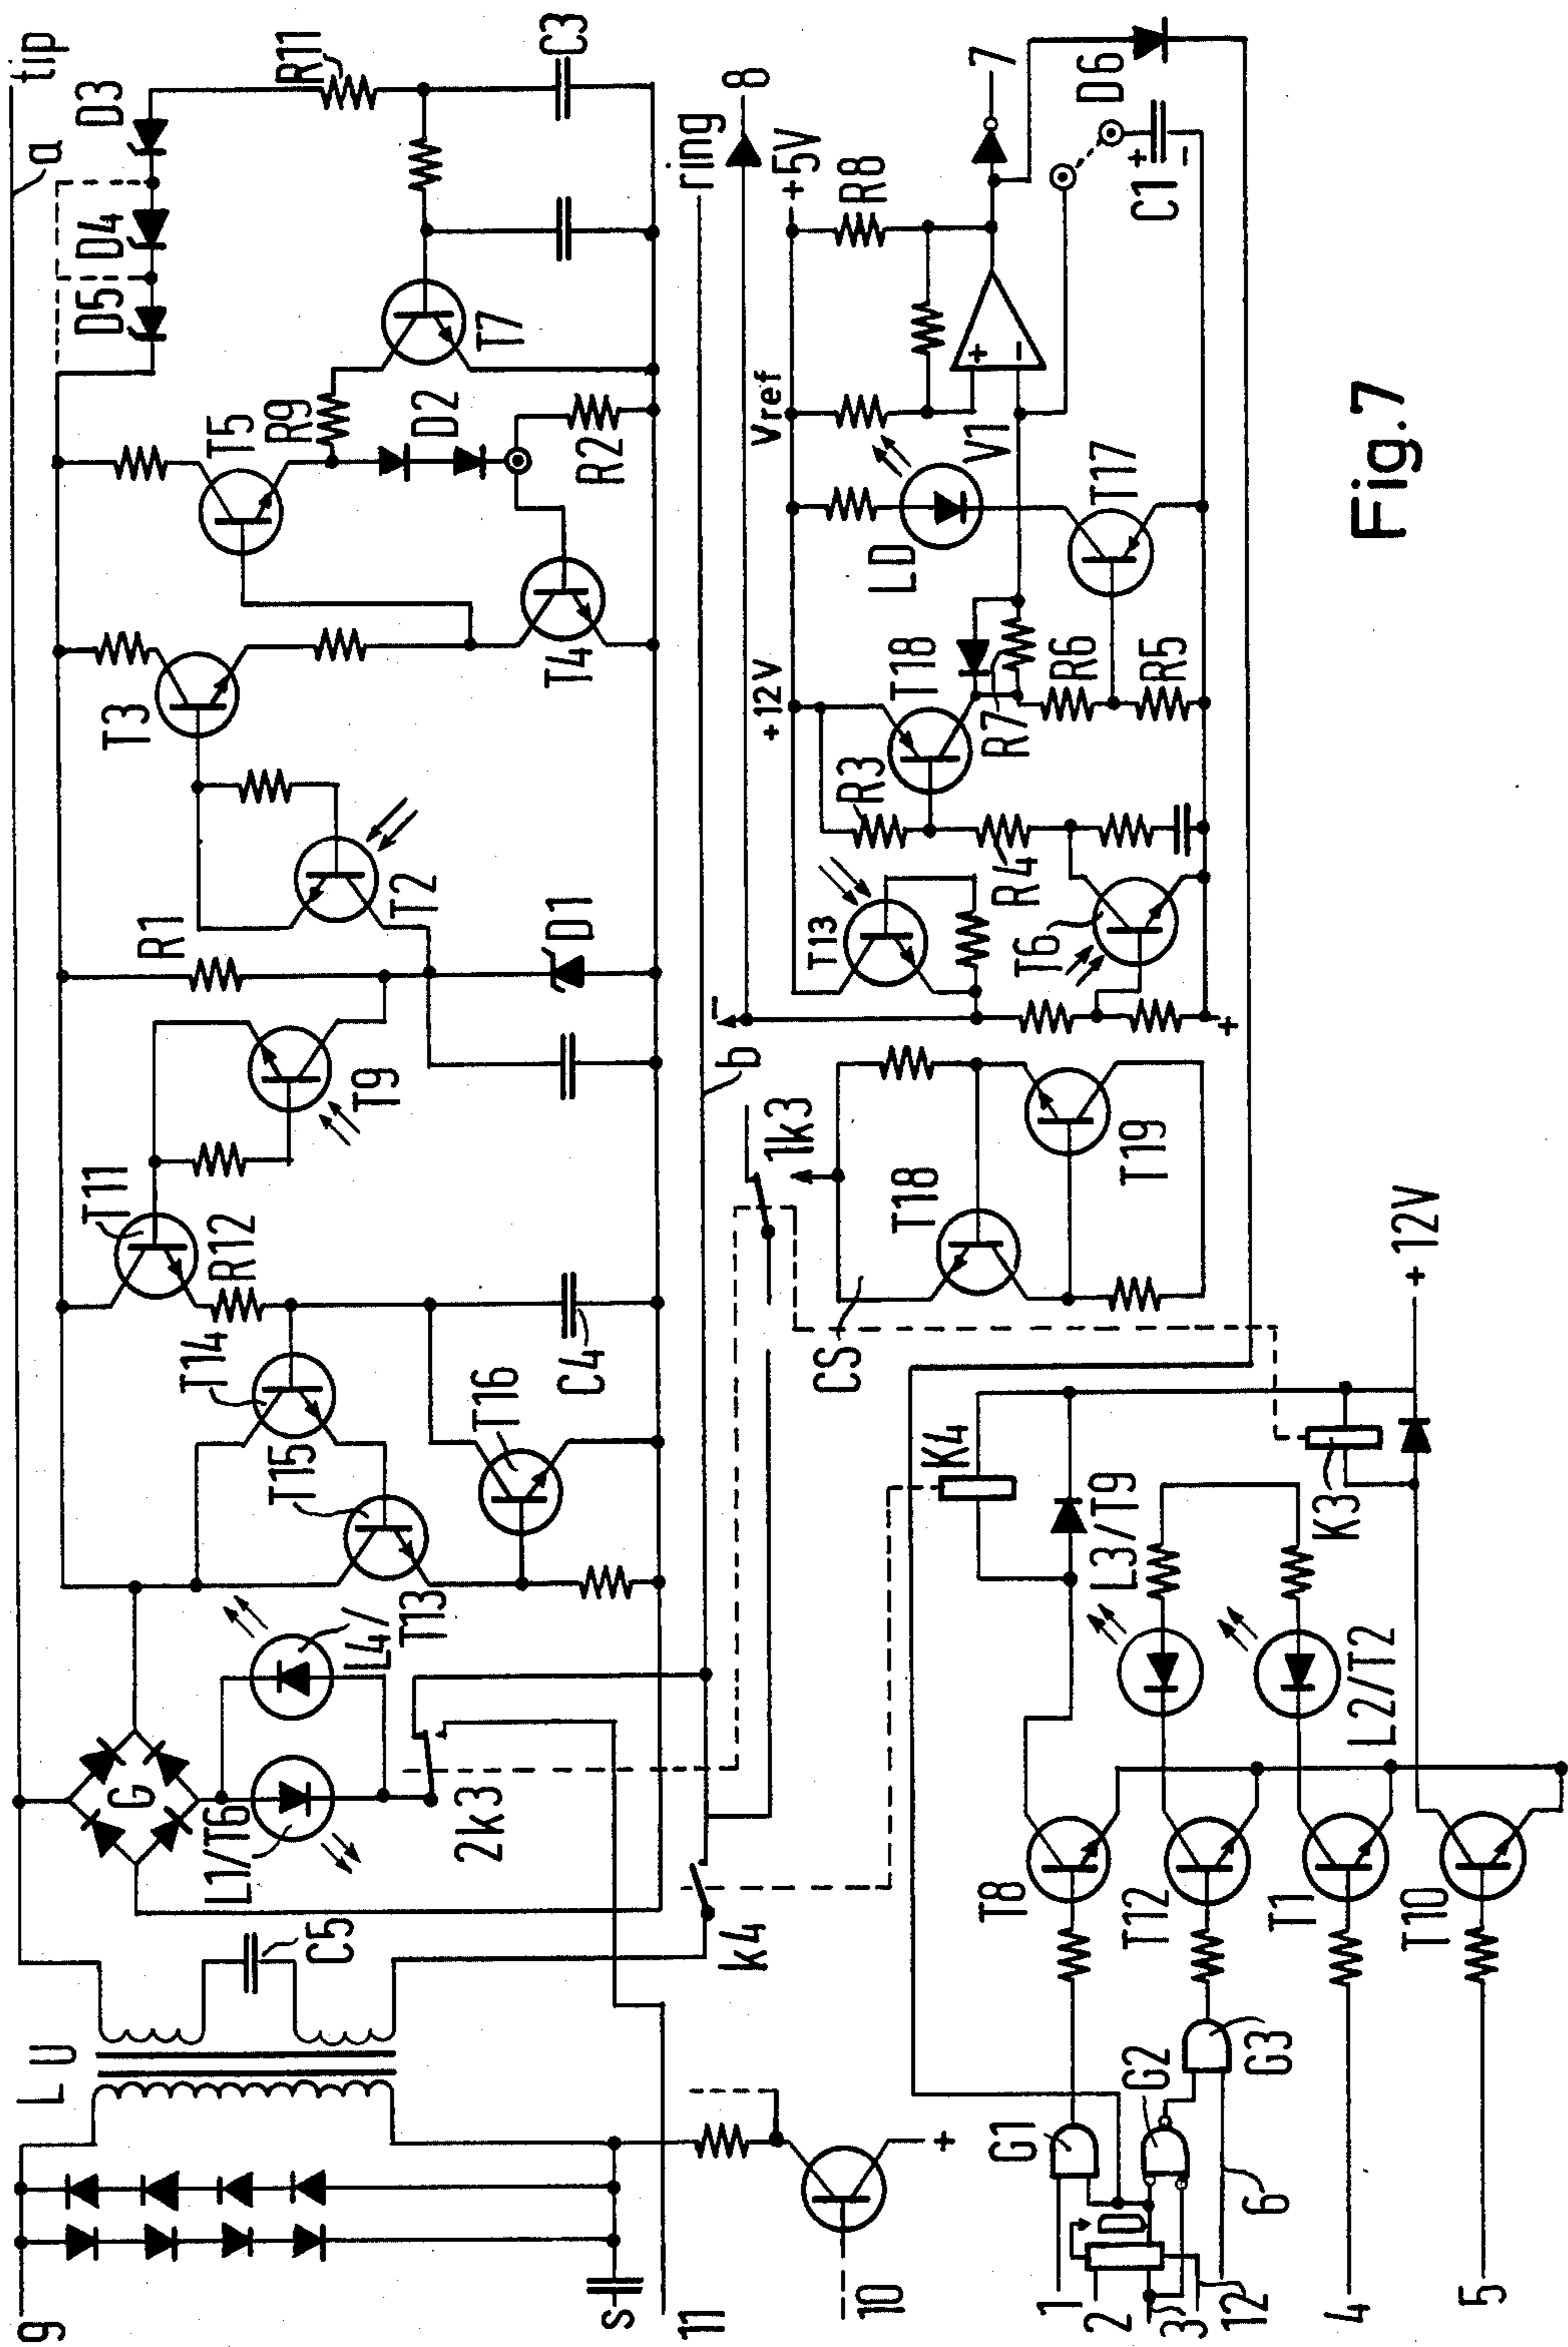 tip
a
D3
D4
D5
R11
C3
T7
T5
R9
D2
R2
T3
T4
T2
R1
D1
T9
T11
R12
T14
T15
T16
C4
G
L1/T6
L4/T13
2k3
C5
LU
k4
ring
8
b
1k3
+12V
Vref
+5V
R8
7
D6
C1
+
-
+
-
V1
LD
T17
T18
R7
R6
R5
R3
R4
T13
T6
-
+
T18
T19
CS
K4
K3
+12V
L3/T9
L2/T2
T8
T12
T1
T10
G1
G2
G3
D
9
s
11
10
+
1
2
3
12
6
4
5
Fig.7